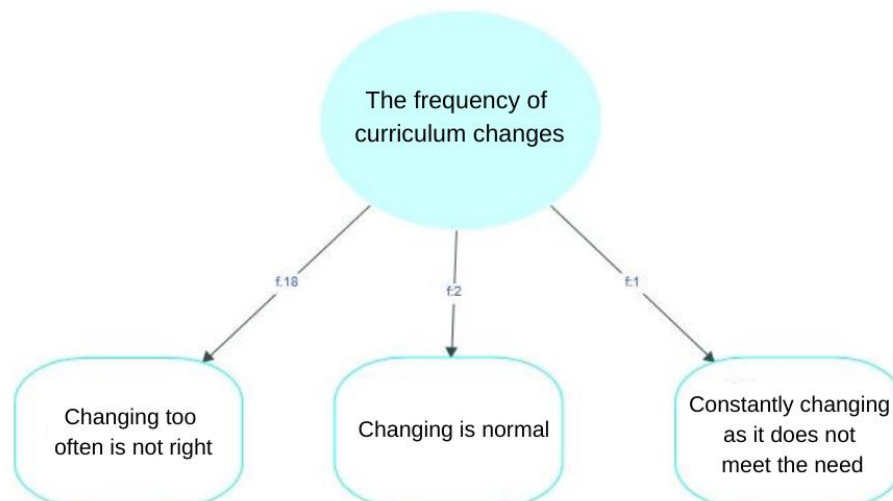 The frequency of
curriculum changes
f:18
f:2
f:1
Changing too
often is not right
Changing is normal
Constantly changing
as it does not
meet the need